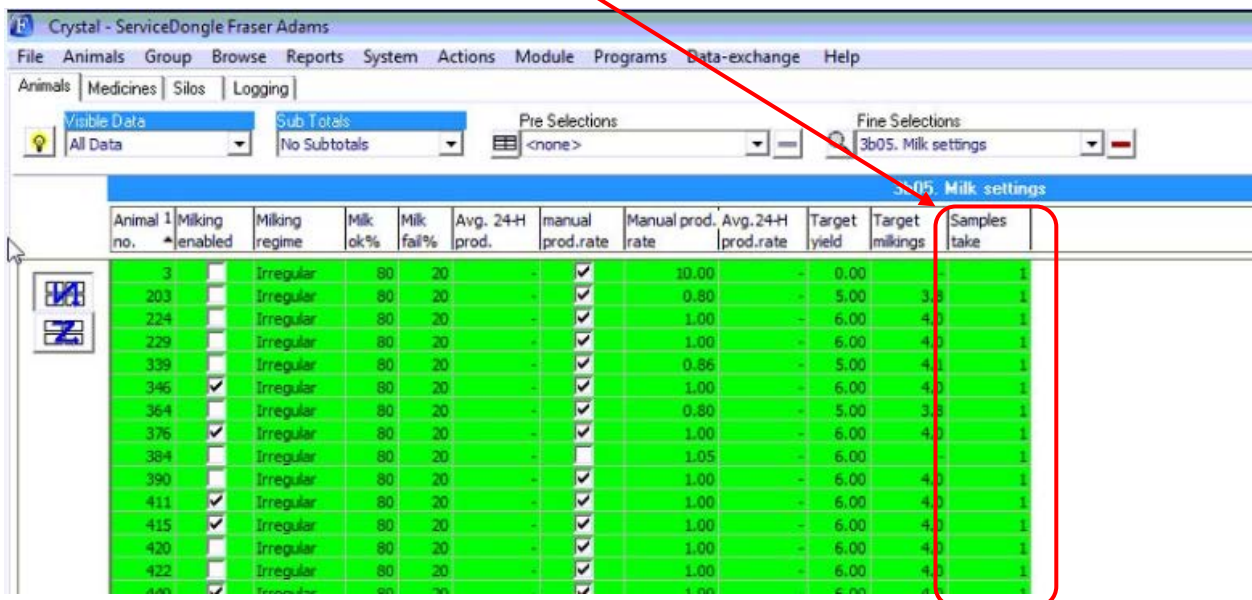 Crystal - ServiceDongle Fraser Adams
File Animals Group Browse Reports System Actions Module Programs Data-exchange Help
Animals Medicines Silos Logging
Visible Data Sub Totals Pre Selections Fine Selections
All Data No Subtotals <none> 3b05. Milk settings
3b05. Milk settings
Animal 1 Milking Milking Milk Milk Avg. 24-H manual Manual prod. Avg.24-H Target Target Samples
no. enabled regime ok% fail% prod. prod.rate rate prod.rate yield milkings take
3 Irregular 80 20 - 10.00 - 0.00 - 1
203 Irregular 80 20 - 0.80 - 5.00 3.8 1
224 Irregular 80 20 - 1.00 - 6.00 4.0 1
229 Irregular 80 20 - 1.00 - 6.00 4.0 1
339 Irregular 80 20 - 0.86 - 5.00 4.1 1
346 Irregular 80 20 - 1.00 - 6.00 4.0 1
364 Irregular 80 20 - 0.80 - 5.00 3.8 1
376 Irregular 80 20 - 1.00 - 6.00 4.0 1
384 Irregular 80 20 - 1.05 - 6.00 - 1
390 Irregular 80 20 - 1.00 - 6.00 4.0 1
411 Irregular 80 20 - 1.00 - 6.00 4.0 1
415 Irregular 80 20 - 1.00 - 6.00 4.0 1
420 Irregular 80 20 - 1.00 - 6.00 4.0 1
422 Irregular 80 20 - 1.00 - 6.00 4.0 1
Irregular 80 20 - 1.00 - 6.00 4.0 1